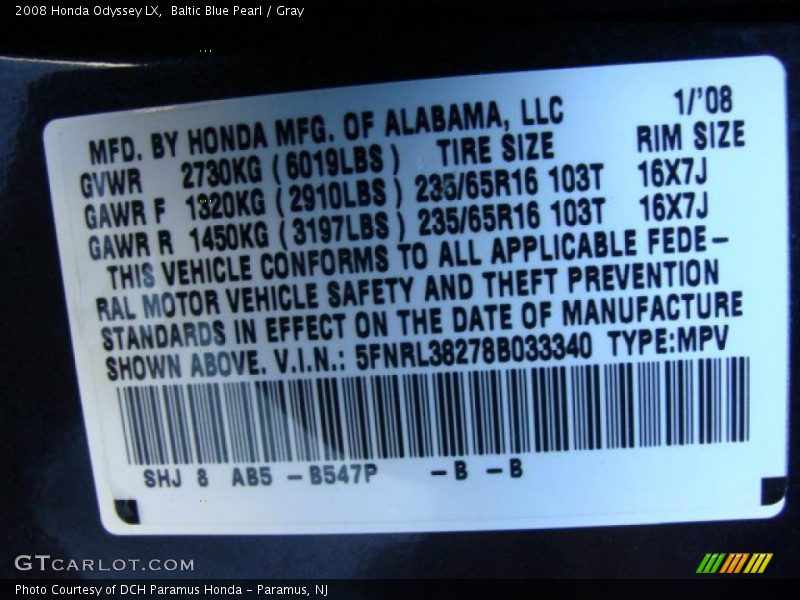 2008 Honda Odyssey LX,  Baltic Blue Pearl / Gray
MFD. BY HONDA MFG. OF ALABAMA, LLC 1/'08
GVWR 2730KG (6019LBS) TIRE SIZE RIM SIZE
GAWR F 1320KG (2910LBS) 235/65R16 103T 16X7J
GAWR R 1450KG (3197LBS) 235/65R16 103T 16X7J
THIS VEHICLE CONFORMS TO ALL APPLICABLE FEDE-
RAL MOTOR VEHICLE SAFETY AND THEFT PREVENTION
STANDARDS IN EFFECT ON THE DATE OF MANUFACTURE
SHOWN ABOVE. V.I.N.: 5FNRL38278B033340 TYPE:MPV
SHJ 8 AB5 -B547P -B -B
GTCARLOT.COM
Photo Courtesy of DCH Paramus Honda - Paramus, NJ